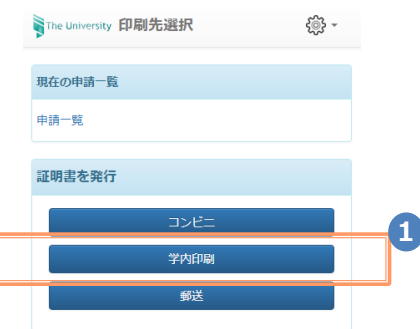 The University 印刷先選択
現在の申請一覧
申請一覧
証明書を発行
コンビニ
学内印刷
1
郵送